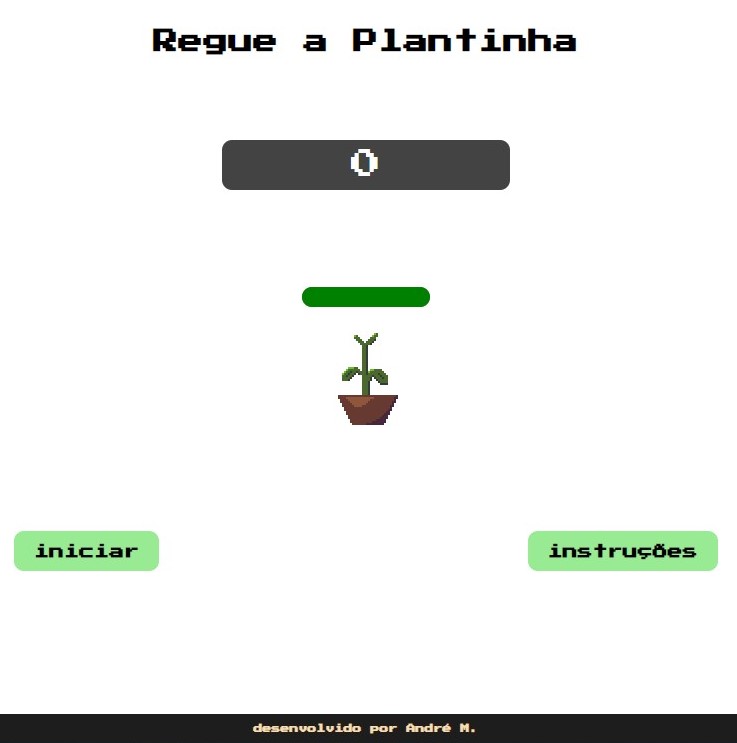 Regue a Plantinha
0
iniciar
instruções
desenvolvido por André M.